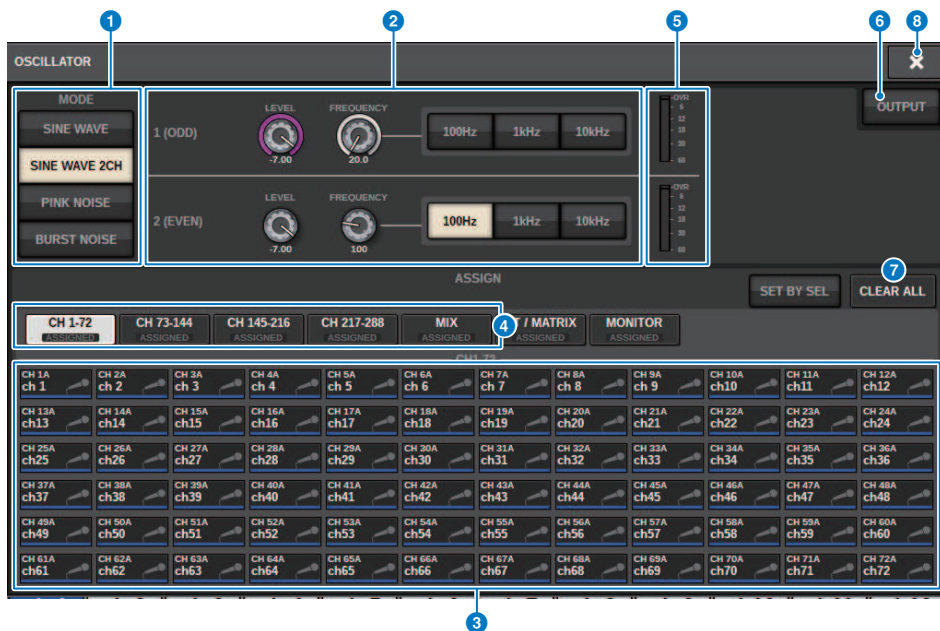 1 2 5 6 8
OSCILLATOR
MODE
SINE WAVE
SINE WAVE 2CH
PINK NOISE
BURST NOISE
1 (ODD)
LEVEL
-7.00
FREQUENCY
20.0
100Hz 1kHz 10kHz
OVR
6
12
18
30
60
OUTPUT
2 (EVEN)
LEVEL
-7.00
FREQUENCY
100
100Hz 1kHz 10kHz
OVR
6
12
18
30
60
7
ASSIGN
SET BY SEL
CLEAR ALL
CH 1-72 CH 73-144 CH 145-216 CH 217-288 MIX 4 T / MATRIX MONITOR
ASSIGNED ASSIGNED ASSIGNED ASSIGNED ASSIGNED ASSIGNED ASSIGNED
CH1-72
CH 1A CH 2A CH 3A CH 4A CH 5A CH 6A CH 7A CH 8A CH 9A CH 10A CH 11A CH 12A
ch 1 ch 2 ch 3 ch 4 ch 5 ch 6 ch 7 ch 8 ch 9 ch10 ch11 ch12
CH 13A CH 14A CH 15A CH 16A CH 17A CH 18A CH 19A CH 20A CH 21A CH 22A CH 23A CH 24A
ch13 ch14 ch15 ch16 ch17 ch18 ch19 ch20 ch21 ch22 ch23 ch24
CH 25A CH 26A CH 27A CH 28A CH 29A CH 30A CH 31A CH 32A CH 33A CH 34A CH 35A CH 36A
ch25 ch26 ch27 ch28 ch29 ch30 ch31 ch32 ch33 ch34 ch35 ch36
CH 37A CH 38A CH 39A CH 40A CH 41A CH 42A CH 43A CH 44A CH 45A CH 46A CH 47A CH 48A
ch37 ch38 ch39 ch40 ch41 ch42 ch43 ch44 ch45 ch46 ch47 ch48
CH 49A CH 50A CH 51A CH 52A CH 53A CH 54A CH 55A CH 56A CH 57A CH 58A CH 59A CH 60A
ch49 ch50 ch51 ch52 ch53 ch54 ch55 ch56 ch57 ch58 ch59 ch60
CH 61A CH 62A CH 63A CH 64A CH 65A CH 66A CH 67A CH 68A CH 69A CH 70A CH 71A CH 72A
ch61 ch62 ch63 ch64 ch65 ch66 ch67 ch68 ch69 ch70 ch71 ch72
3